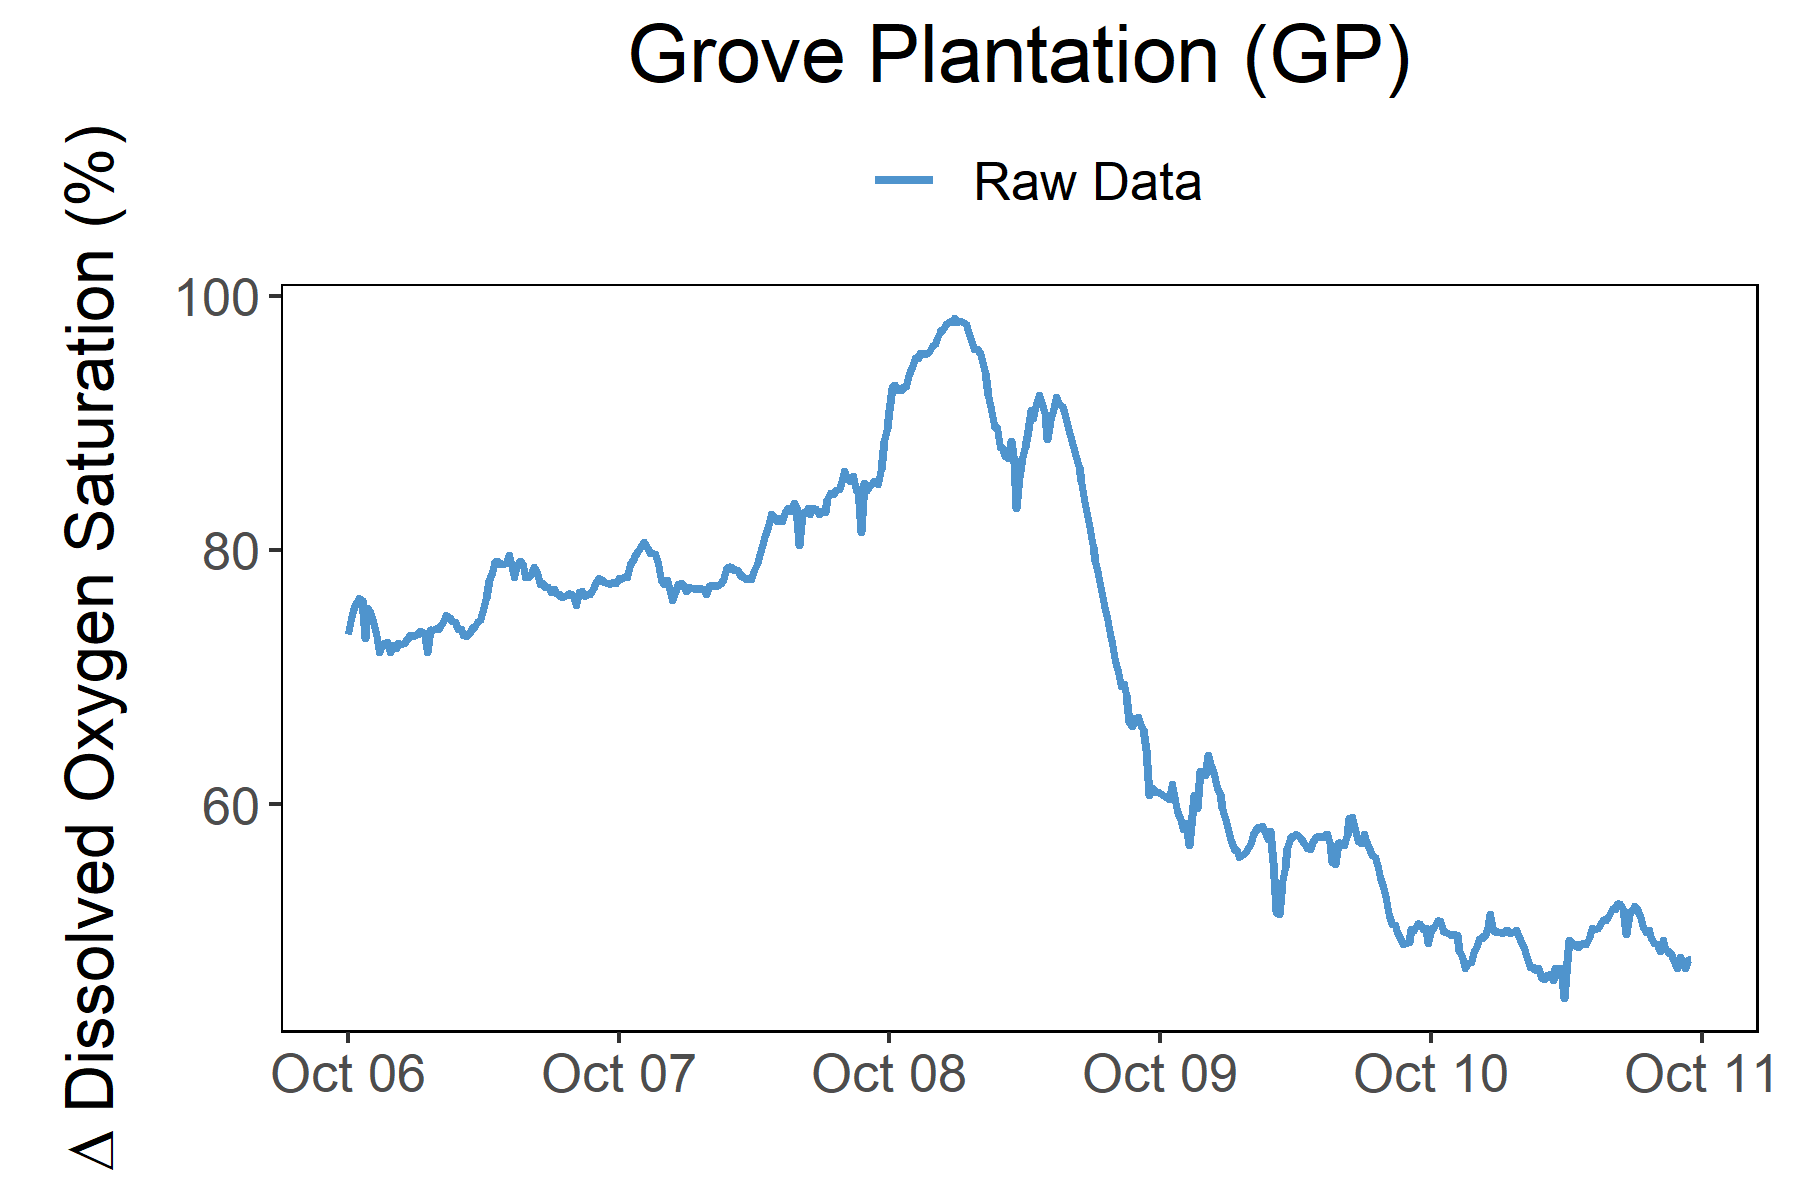 Grove Plantation (GP)
Raw Data
Δ Dissolved Oxygen Saturation (%)
100
80
60
Oct 06
Oct 07
Oct 08
Oct 09
Oct 10
Oct 11